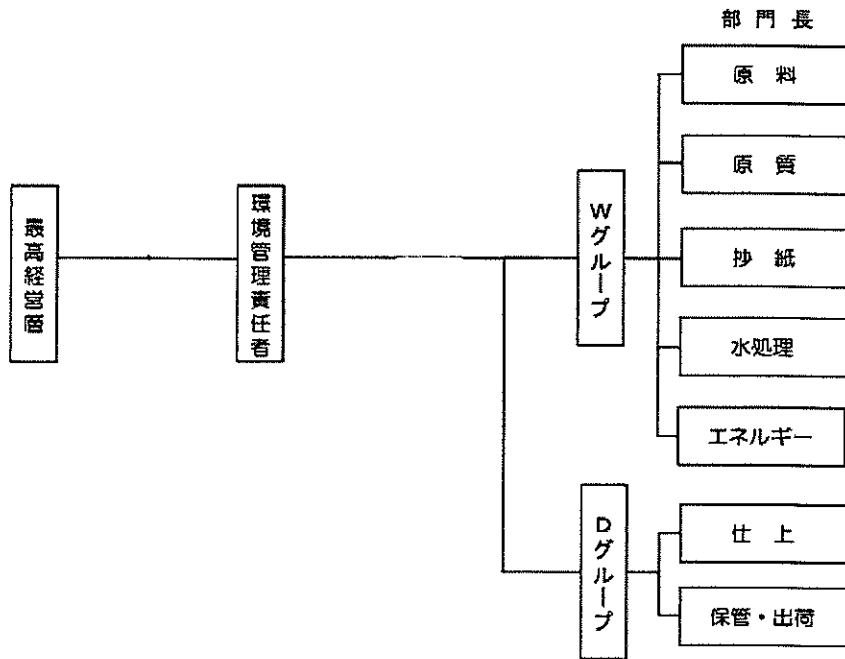 部門長
原料
原質
抄紙
水処理
エネルギー
仕上
保管・出荷
Wグループ
Dグループ
環境管理責任者
最高経営層